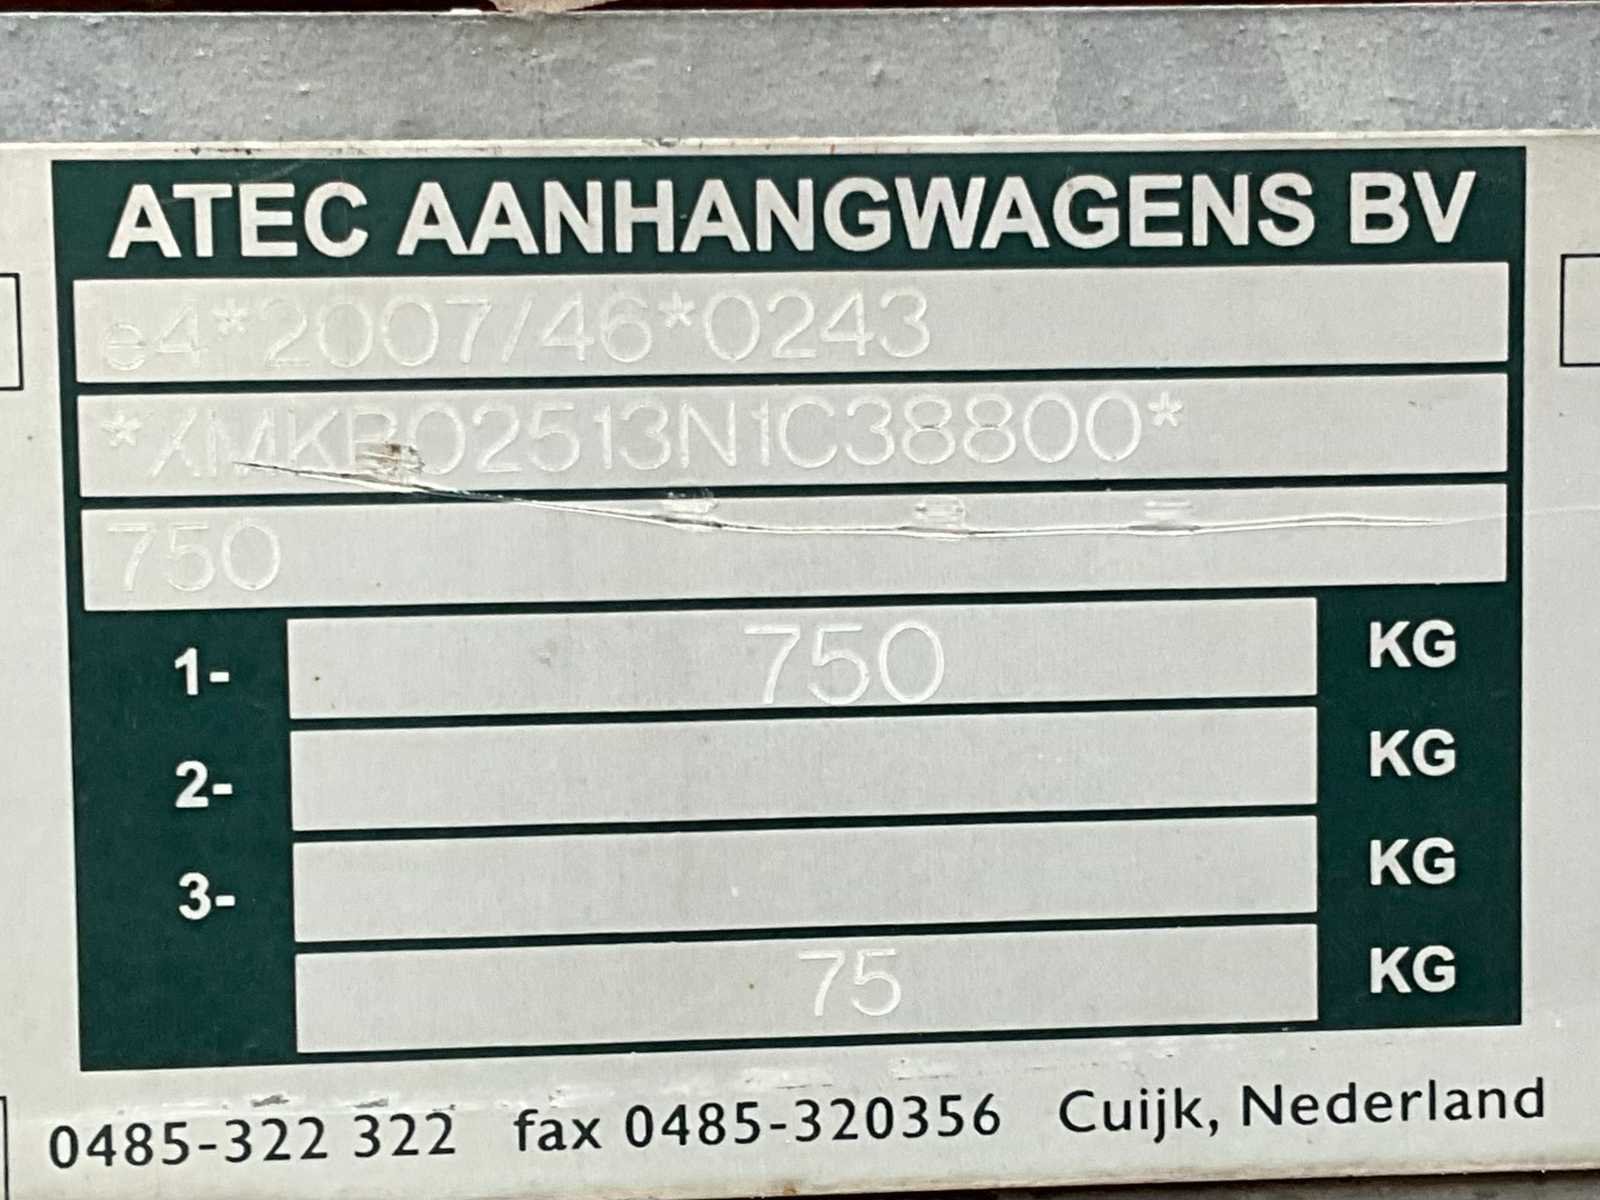 ATEC AANHANGWAGENS BV
e4*2007/46*0243
*XMKB02513N1C38800*
750
1- 750 KG
2- KG
3- KG
75 KG
0485-322 322 fax 0485-320356 Cuijk, Nederland